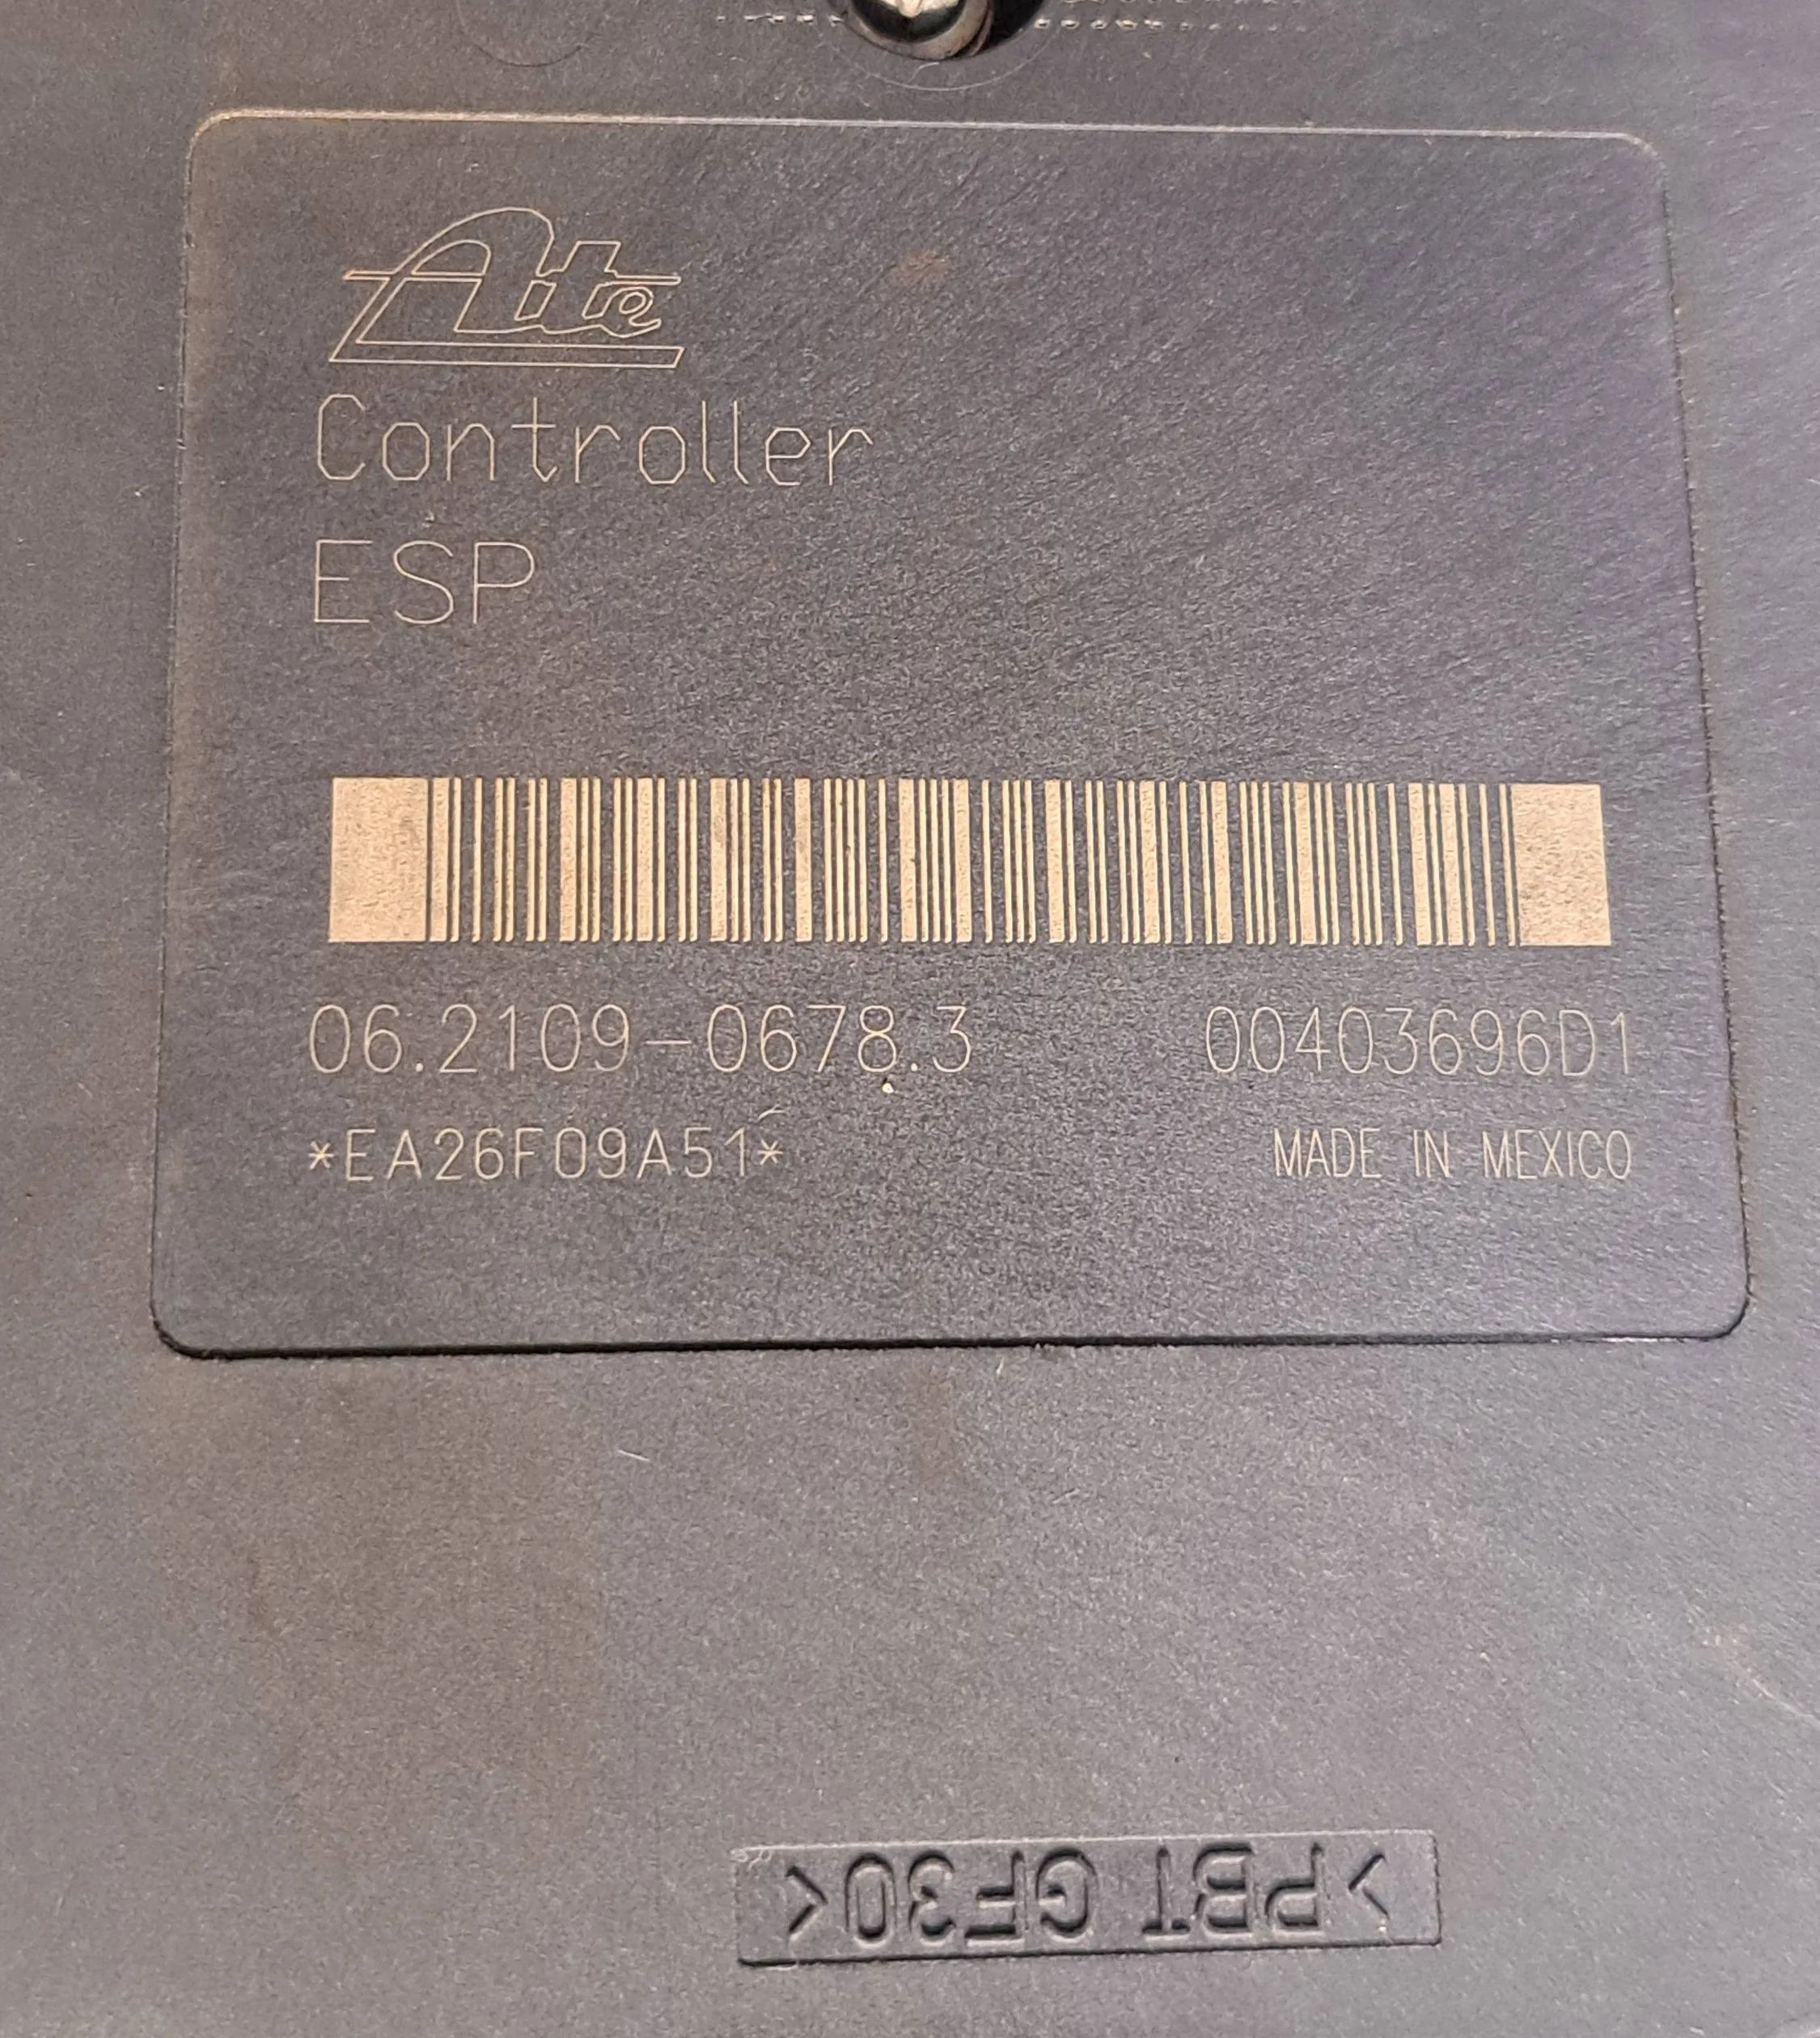 Ate
Controller
ESP
06.2109-0678.3 00403696D1
*EA26F09A51* MADE IN MEXICO
>PBT GF30<